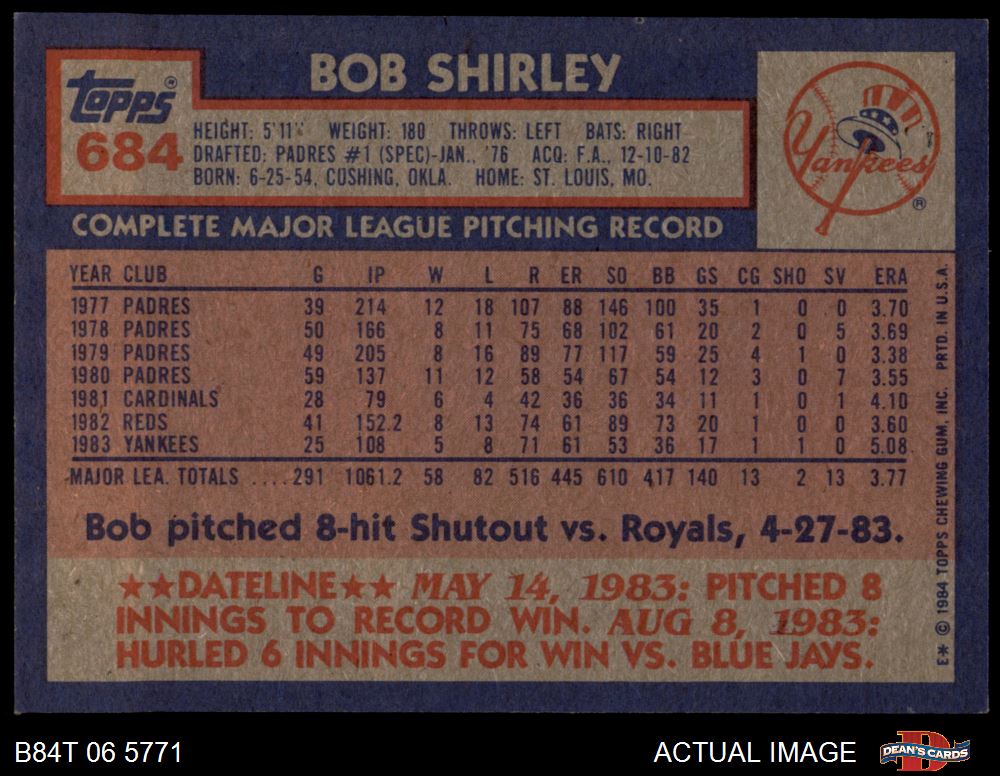 BOB SHIRLEY
Topps®
684
HEIGHT: 5'11" WEIGHT: 180 THROWS: LEFT BATS: RIGHT
DRAFTED: PADRES #1 (SPEC)-JAN., '76 ACQ: F.A., 12-10-82
BORN: 6-25-54, CUSHING, OKLA. HOME: ST. LOUIS, MO.
Yankees ®
COMPLETE MAJOR LEAGUE PITCHING RECORD
YEAR CLUB G IP W L R ER SO BB GS CG SHO SV ERA
1977 PADRES 39 214 12 18 107 88 146 100 35 1 0 0 3.70
1978 PADRES 50 166 8 11 75 68 102 61 20 2 0 5 3.69
1979 PADRES 49 205 8 16 89 77 117 59 25 4 1 0 3.38
1980 PADRES 59 137 11 12 58 54 67 54 12 3 0 7 3.55
1981 CARDINALS 28 79 6 4 42 36 36 34 11 1 0 1 4.10
1982 REDS 41 152.2 8 13 74 61 89 73 20 1 0 0 3.60
1983 YANKEES 25 108 5 8 71 61 53 36 17 1 1 0 5.08
MAJOR LEA. TOTALS ....291 1061.2 58 82 516 445 610 417 140 13 2 13 3.77
Bob pitched 8-hit Shutout vs. Royals, 4-27-83.
★★DATELINE★★ MAY 14, 1983: PITCHED 8
INNINGS TO RECORD WIN. AUG 8, 1983:
HURLED 6 INNINGS FOR WIN VS. BLUE JAYS.
E* © 1984 TOPPS CHEWING GUM, INC. PRTD. IN U.S.A.
B84T 06 5771
ACTUAL IMAGE
DEAN'S CARDS